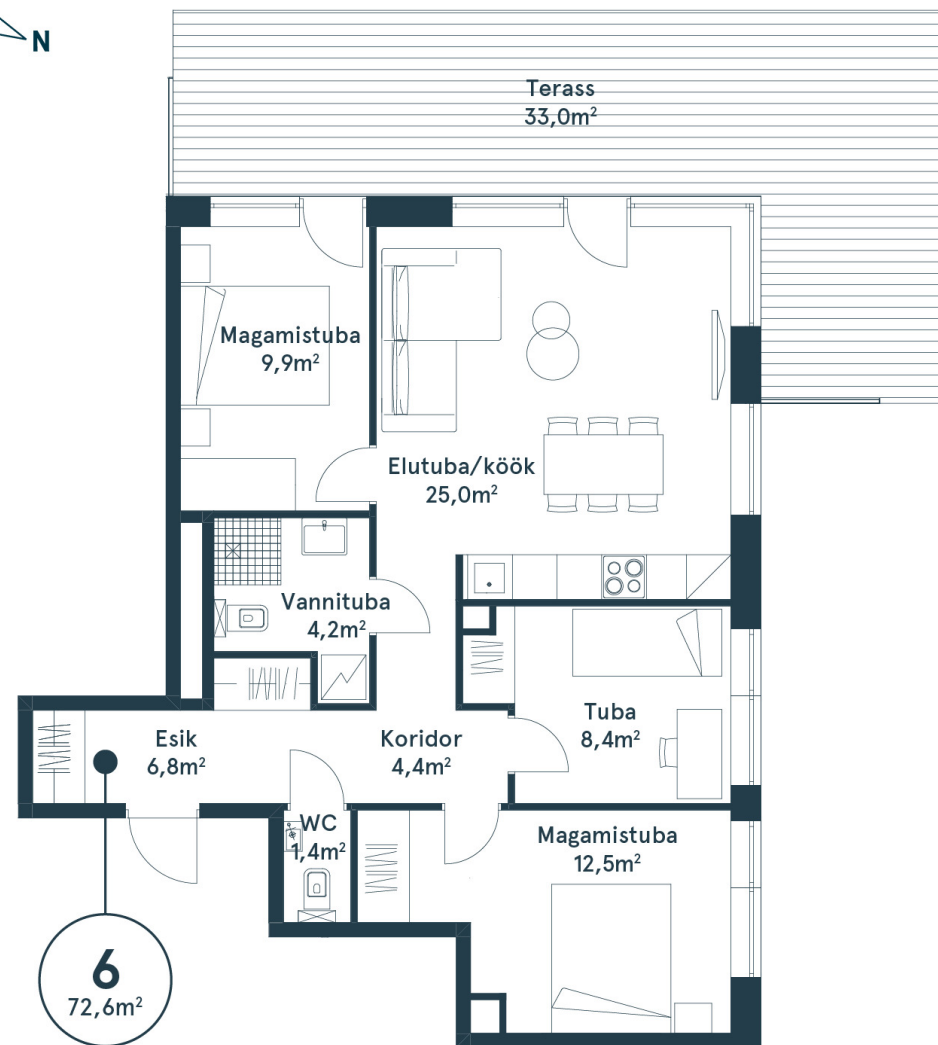 N
Terass
33,0m²
Magamistuba
9,9m²
Elutuba/köök
25,0m²
Vannituba
4,2m²
Tuba
8,4m²
Esik
6,8m²
Koridor
4,4m²
WC
1,4m²
Magamistuba
12,5m²
6
72,6m²